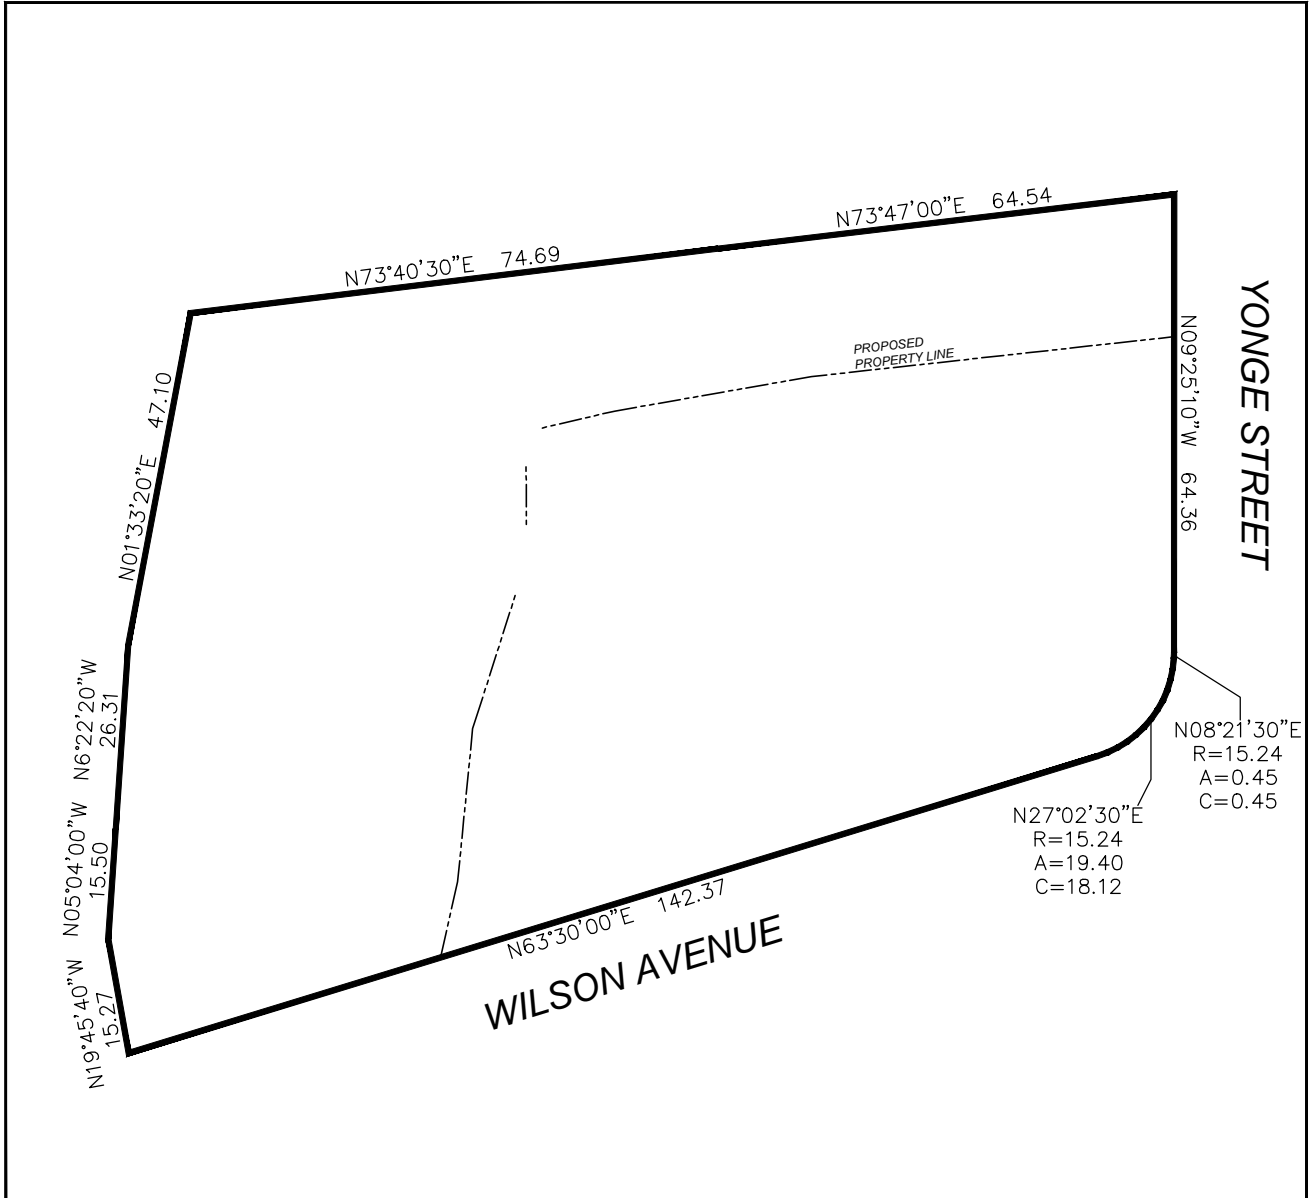 N73°47'00"E 64.54
N73°40'30"E 74.69
YONGE STREET
N09°25'10"W 64.36
PROPOSED
PROPERTY LINE
N01°33'20"E 47.10
N6°22'20"W
26.31
N08°21'30"E
R=15.24
A=0.45
C=0.45
N27°02'30"E
R=15.24
A=19.40
C=18.12
N05°04'00"W
15.50
N63°30'00"E 142.37
WILSON AVENUE
N19°45'40"W
15.27